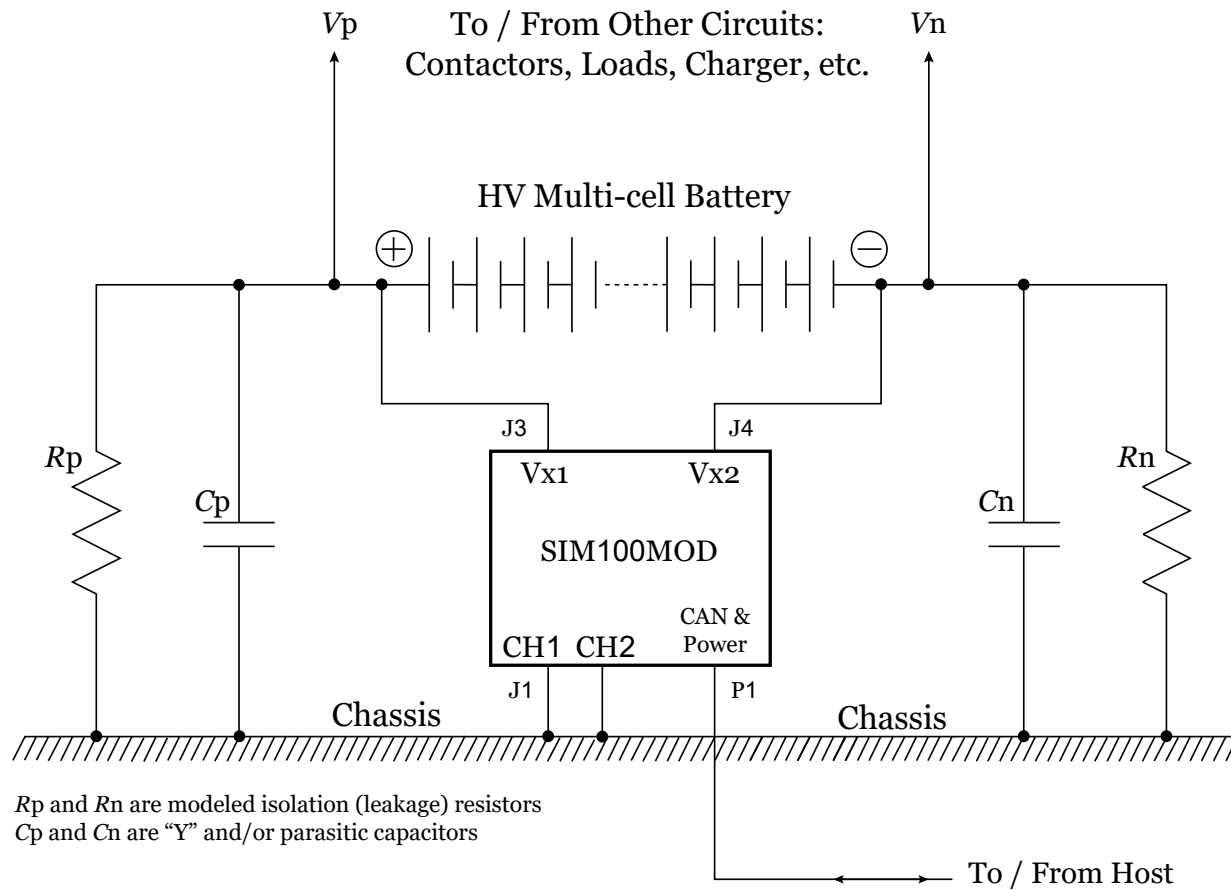 Vp
To / From Other Circuits:
Contactors, Loads, Charger, etc.
Vn
HV Multi-cell Battery
+
−
J3
J4
Rp
Cp
Vx1
Vx2
Cn
Rn
SIM100MOD
CAN &
Power
CH1
CH2
J1
P1
Chassis
Chassis
Rp and Rn are modeled isolation (leakage) resistors
Cp and Cn are “Y” and/or parasitic capacitors
To / From Host